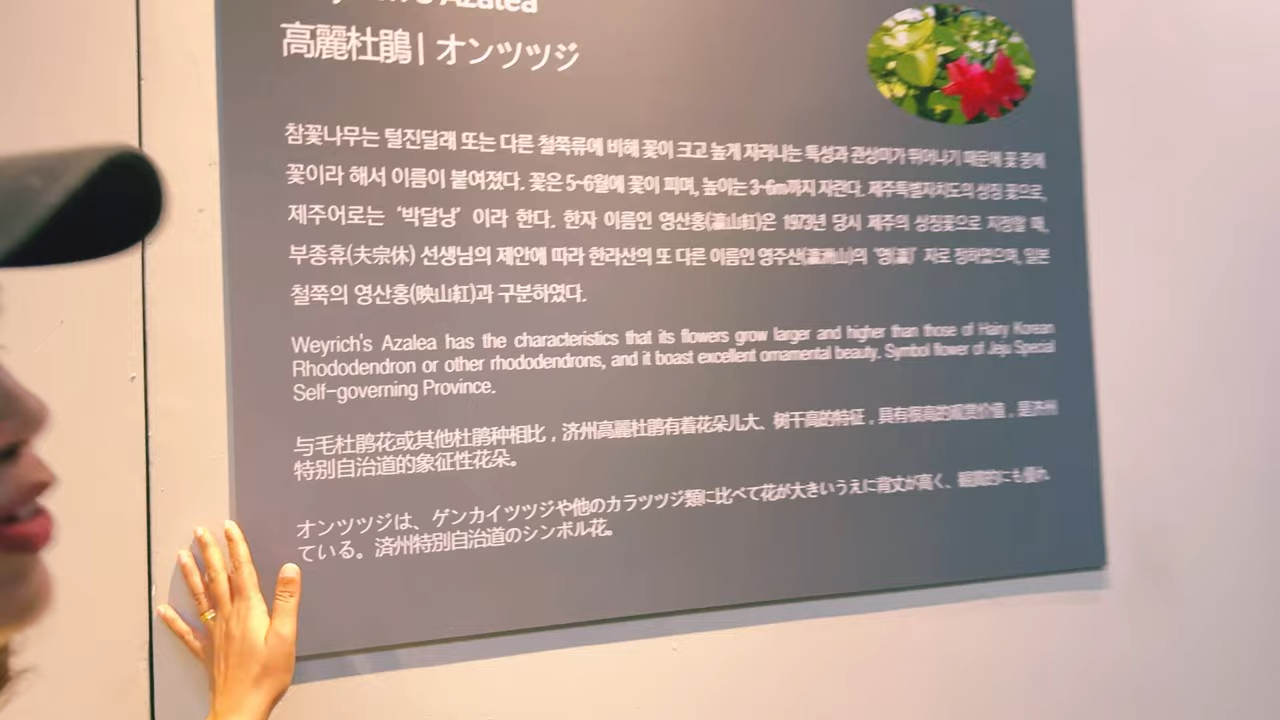 Weyrich's Azalea
高麗杜鵑 | オンツツジ
참꽃나무는 털진달래 또는 다른 철쭉류에 비해 꽃이 크고 높게 자라나는 특성과 관상미가 뛰어나기 때문에 꽃 중에
꽃이라 해서 이름이 붙여졌다. 꽃은 5~6월에 꽃이 피며, 높이는 3~6m까지 자란다. 제주특별자치도의 상징 꽃으로,
제주어로는 ‘박달낭’ 이라 한다. 한자 이름인 영산홍(瀛山紅)은 1973년 당시 제주의 상징꽃으로 지정할 때,
부종휴(夫宗休) 선생님의 제안에 따라 한라산의 또 다른 이름인 영주산(瀛洲山)의 ‘영(瀛)’ 자로 정하였으며, 일본
철쭉의 영산홍(映山紅)과 구분하였다.
Weyrich's Azalea has the characteristics that its flowers grow larger and higher than those of Hairy Korean
Rhododendron or other rhododendrons, and it boast excellent ornamental beauty. Symbol flower of Jeju Special
Self-governing Province.
与毛杜鹃花或其他杜鹃种相比，济州高麗杜鹃有着花朵儿大、树干高的特征，具有很高的观赏价值，是济州
特别自治道的象征性花朵。
オンツツジは、ゲンカイツツジや他のカラツツジ類に比べて花が大きいうえに背丈が高く、観賞的にも優れ
ている。済州特別自治道のシンボル花。